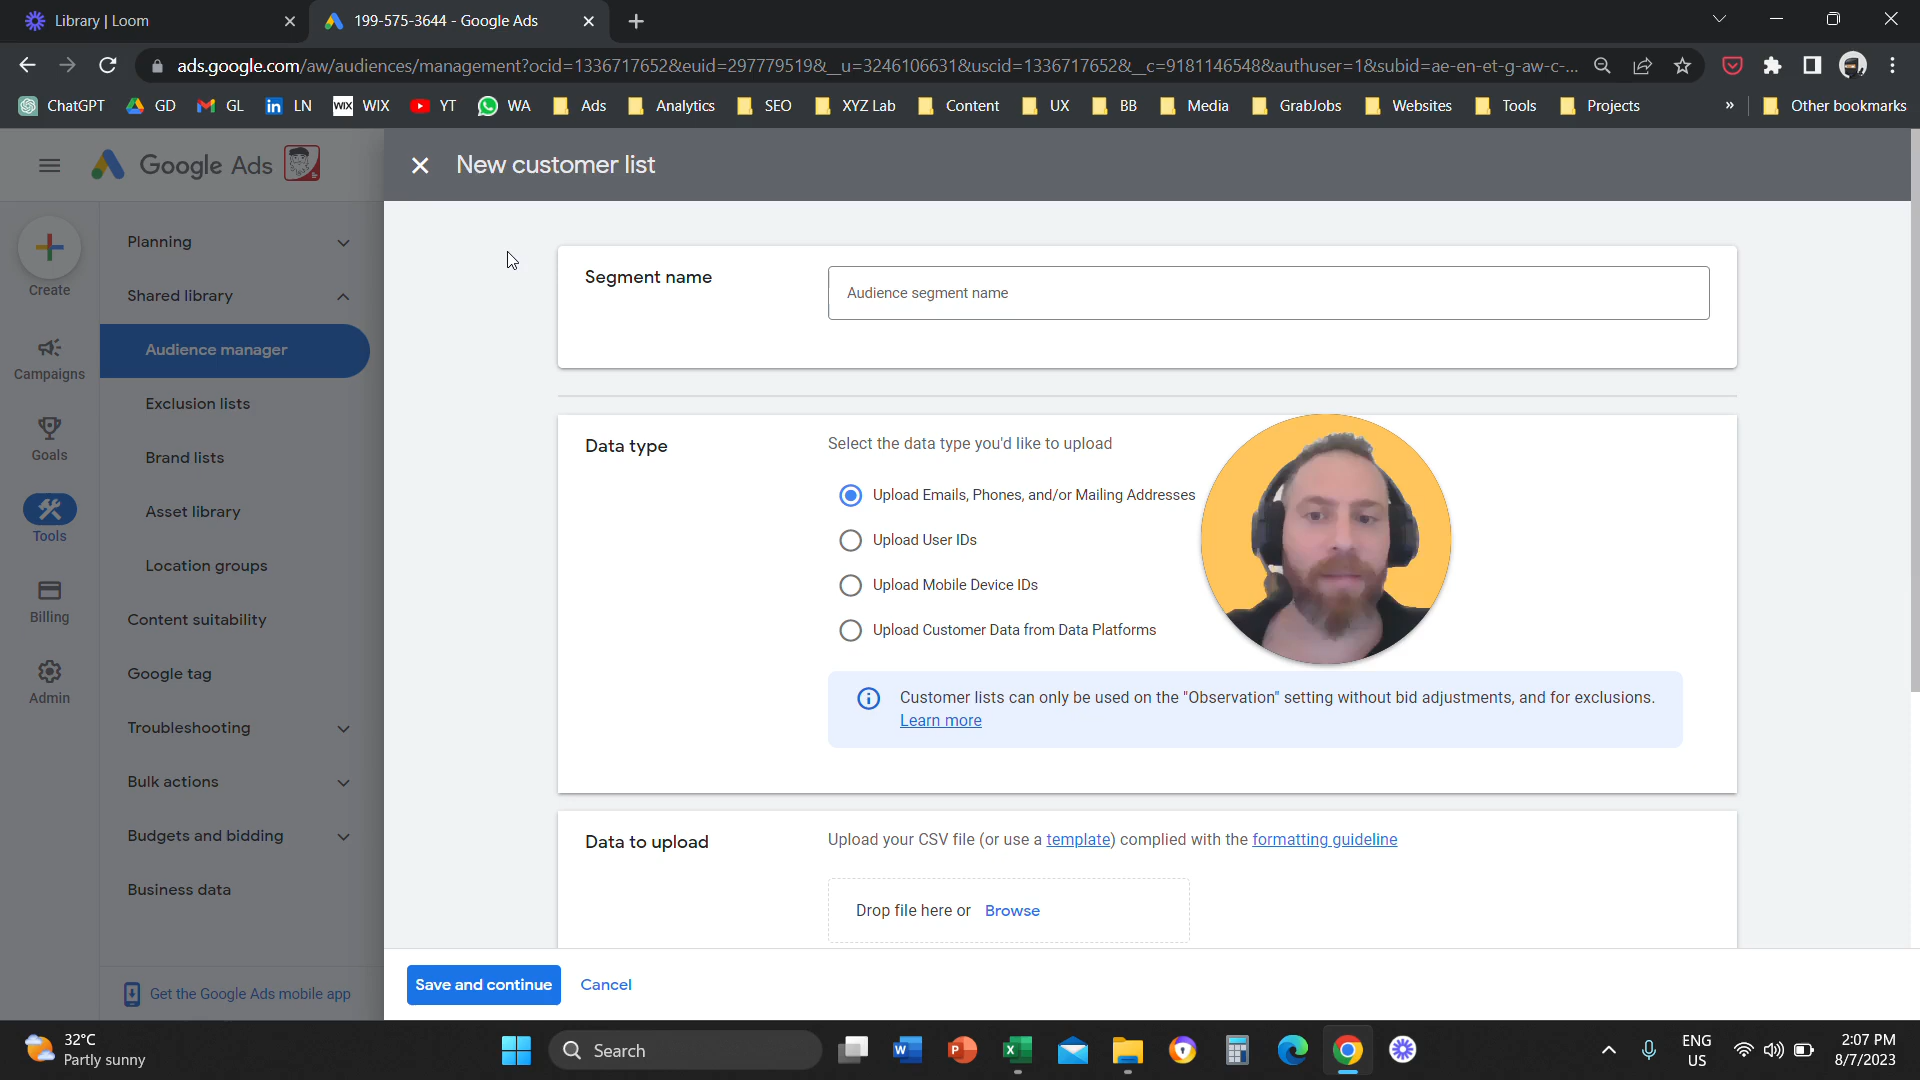 Library | Loom
199-575-3644 - Google Ads
ads.google.com/aw/audiences/management?ocid=1336717652&euid=297779519&__u=3246106631&uscid=1336717652&__c=9181146548&authuser=1&subid=ae-en-et-g-aw-c-...
ChatGPT GD GL LN WIX WIX YT WA Ads Analytics SEO XYZ Lab Content UX BB Media GrabJobs Websites Tools Projects » Other bookmarks
Google Ads
New customer list
Create
Campaigns
Goals
Tools
Billing
Admin
Planning
Shared library
Audience manager
Exclusion lists
Brand lists
Asset library
Location groups
Content suitability
Google tag
Troubleshooting
Bulk actions
Budgets and bidding
Business data
Get the Google Ads mobile app
Segment name
Audience segment name
Data type
Select the data type you'd like to upload
Upload Emails, Phones, and/or Mailing Addresses
Upload User IDs
Upload Mobile Device IDs
Upload Customer Data from Data Platforms
Customer lists can only be used on the "Observation" setting without bid adjustments, and for exclusions.
Learn more
Data to upload
Upload your CSV file (or use a template) complied with the formatting guideline
Drop file here or Browse
Save and continue
Cancel
32°C
Partly sunny
Search
ENG
US
2:07 PM
8/7/2023